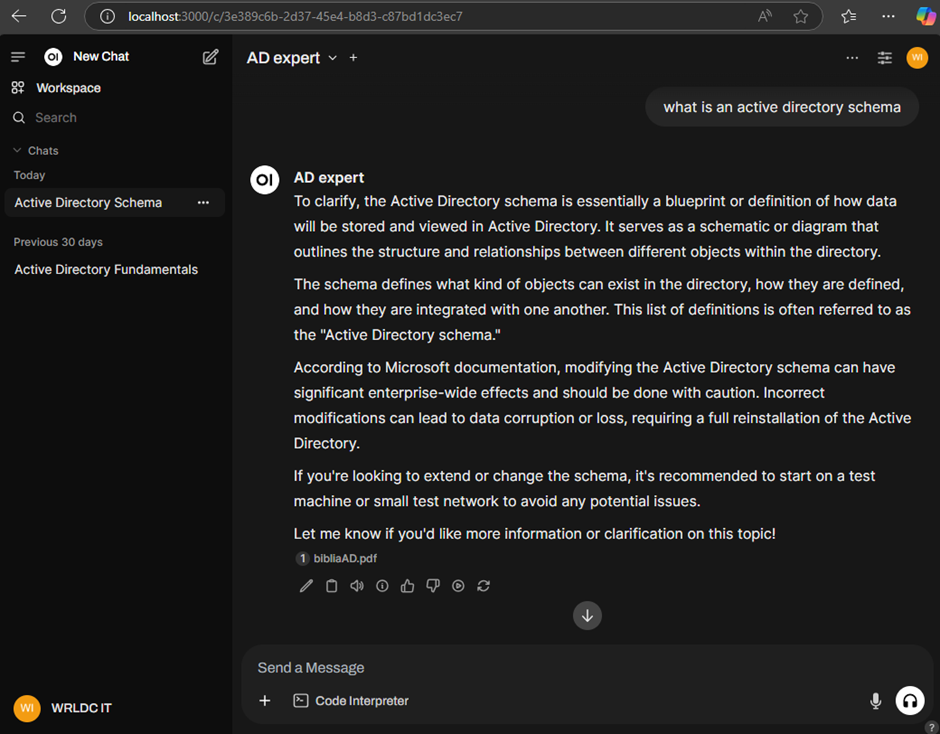 localhost:3000/c/3e389c6b-2d37-45e4-b8d3-c87bd1dc3ec7
OI New Chat
Workspace
Search
Chats
Today
Active Directory Schema
Previous 30 days
Active Directory Fundamentals
WI WRLDC IT
AD expert
WI
what is an active directory schema
OI AD expert
To clarify, the Active Directory schema is essentially a blueprint or definition of how data
will be stored and viewed in Active Directory. It serves as a schematic or diagram that
outlines the structure and relationships between different objects within the directory.
The schema defines what kind of objects can exist in the directory, how they are defined,
and how they are integrated with one another. This list of definitions is often referred to as
the "Active Directory schema."
According to Microsoft documentation, modifying the Active Directory schema can have
significant enterprise-wide effects and should be done with caution. Incorrect
modifications can lead to data corruption or loss, requiring a full reinstallation of the Active
Directory.
If you're looking to extend or change the schema, it's recommended to start on a test
machine or small test network to avoid any potential issues.
Let me know if you'd like more information or clarification on this topic!
1 bibliaAD.pdf
Send a Message
Code Interpreter
?